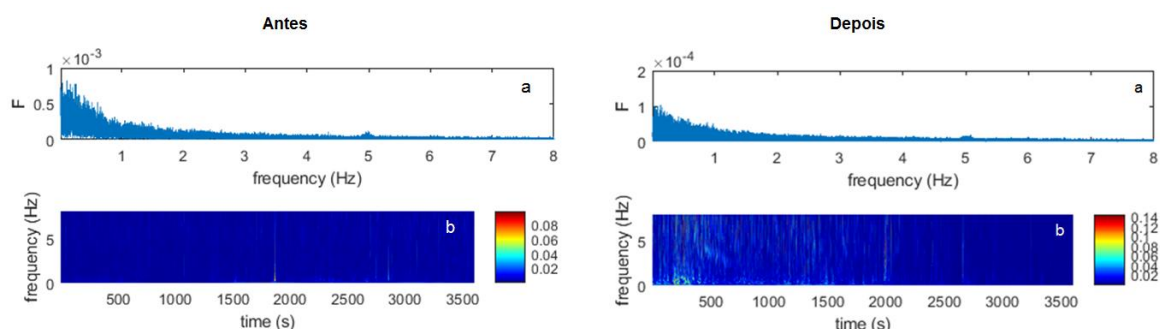 Antes
×10⁻³
1
0.5
0
F
a
1 2 3 4 5 6 7 8
frequency (Hz)
5
0
frequency (Hz)
b
0.08
0.06
0.04
0.02
500 1000 1500 2000 2500 3000 3500
time (s)
Depois
×10⁻⁴
2
1
0
F
a
1 2 3 4 5 6 7 8
frequency (Hz)
5
0
frequency (Hz)
b
0.14
0.12
0.10
0.08
0.06
0.04
0.02
500 1000 1500 2000 2500 3000 3500
time (s)